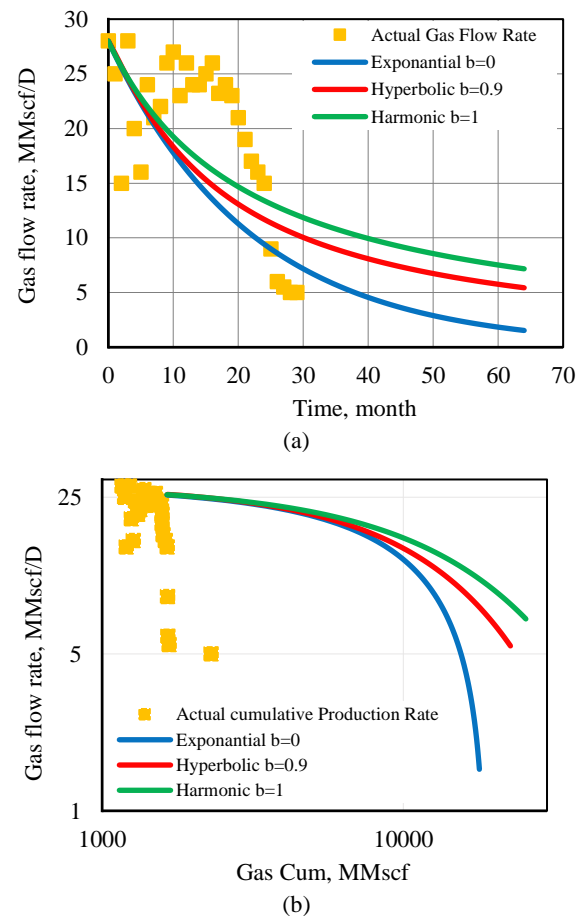 30
25
20
15
10
5
0
Gas flow rate, MMscf/D
Actual Gas Flow Rate
Exponantial b=0
Hyperbolic b=0.9
Harmonic b=1
0 10 20 30 40 50 60 70
Time, month
(a)
25
5
1
Gas flow rate, MMscf/D
Actual cumulative Production Rate
Exponantial b=0
Hyperbolic b=0.9
Harmonic b=1
1000 10000
Gas Cum, MMscf
(b)